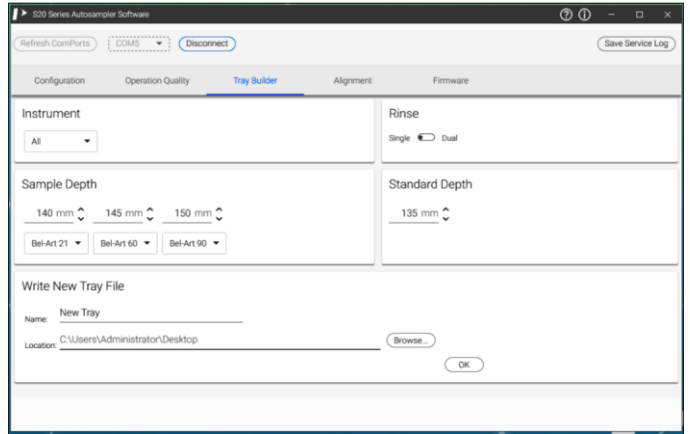 S20 Series Autosampler Software
Refresh ComPorts COM5 Disconnect Save Service Log
Configuration Operation Quality Tray Builder Alignment Firmware
Instrument
All
Rinse
Single Dual
Sample Depth
140 mm 145 mm 150 mm
Bel-Art 21 Bel-Art 60 Bel-Art 90
Standard Depth
135 mm
Write New Tray File
Name: New Tray
Location: C:\Users\Administrator\Desktop Browse...
OK